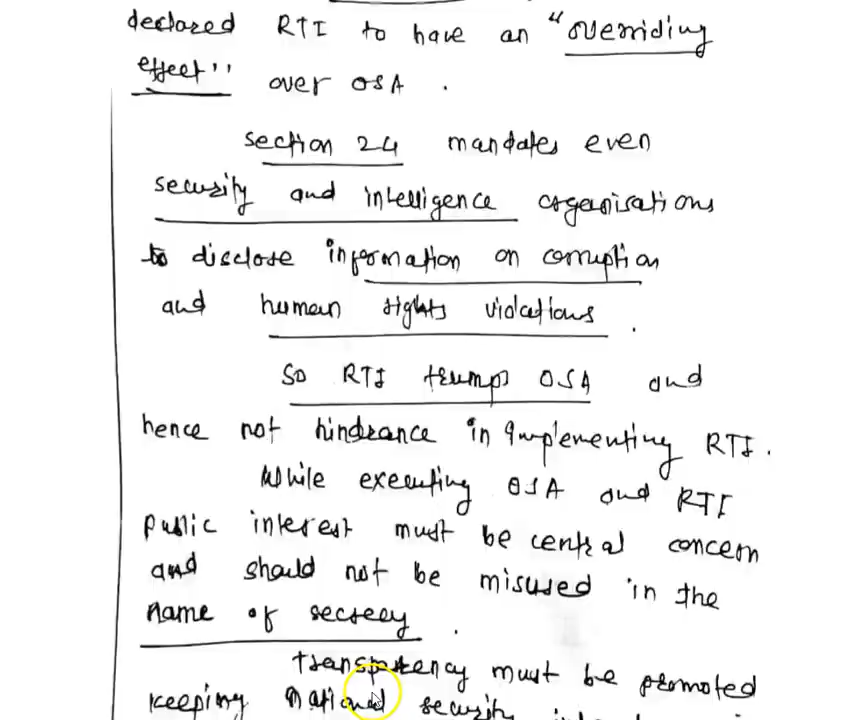 declared RTI to have an "overriding
effect" over OSA .
section 24 mandates even
security and intelligence organisations
to disclose information on corruption
and human rights violations .
So RTI trumps OSA and
hence not hindrance in implementing RTI .
While executing OSA and RTI
public interest must be central concern
and should not be misused in the
name of secrecy .
must be promoted
keeping national security